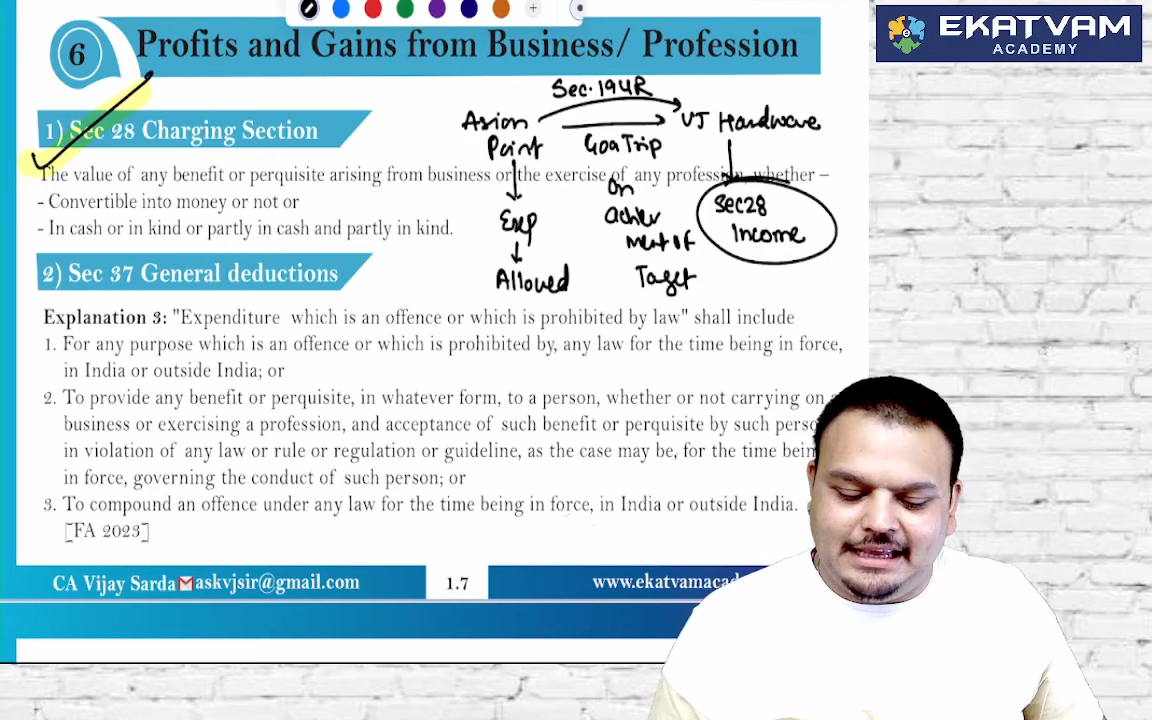 6
Profits and Gains from Business/ Profession
EKATVAM
ACADEMY
Sec.194R
Asian
Paint
Goa Trip
VJ Hardware
1) Sec 28 Charging Section
The value of any benefit or perquisite arising from business or the exercise of any profession, whether –
- Convertible into money or not or
- In cash or in kind or partly in cash and partly in kind.
Exp
Allowed
On
achiev
ment of
Target
Sec28
Income
2) Sec 37 General deductions
Explanation 3: "Expenditure which is an offence or which is prohibited by law" shall include
1. For any purpose which is an offence or which is prohibited by, any law for the time being in force,
in India or outside India; or
2. To provide any benefit or perquisite, in whatever form, to a person, whether or not carrying on
business or exercising a profession, and acceptance of such benefit or perquisite by such
in violation of any law or rule or regulation or guideline, as the case may be, for the time
in force, governing the conduct of such person; or
3. To compound an offence under any law for the time being in force, in India or outside India.
[FA 2023]
CA Vijay Sarda askvjsir@gmail.com
1.7